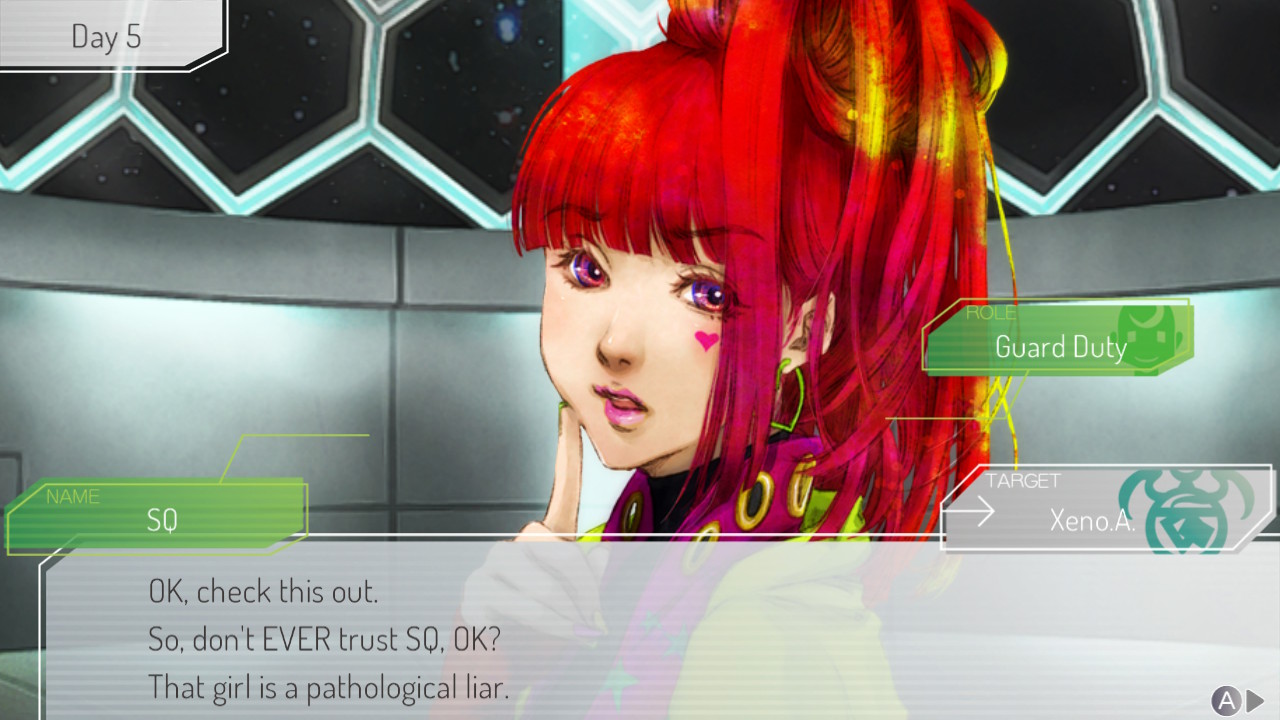 Day 5
ROLE
Guard Duty
NAME
SQ
TARGET
Xeno.A.
OK, check this out.
So, don't EVER trust SQ, OK?
That girl is a pathological liar.
A